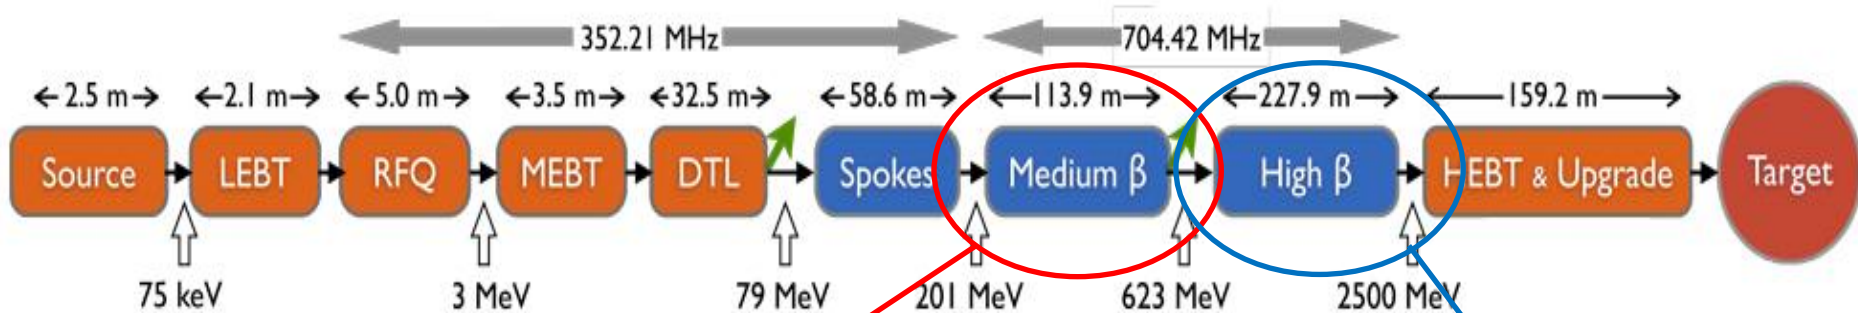 352.21 MHz 704.42 MHz
2.5 m 2.1 m 5.0 m 3.5 m 32.5 m 58.6 m 113.9 m 227.9 m 159.2 m
Source LEBT RFQ MEBT DTL Spokes Medium β High β HEBT & Upgrade Target
75 keV 3 MeV 79 MeV 201 MeV 623 MeV 2500 MeV